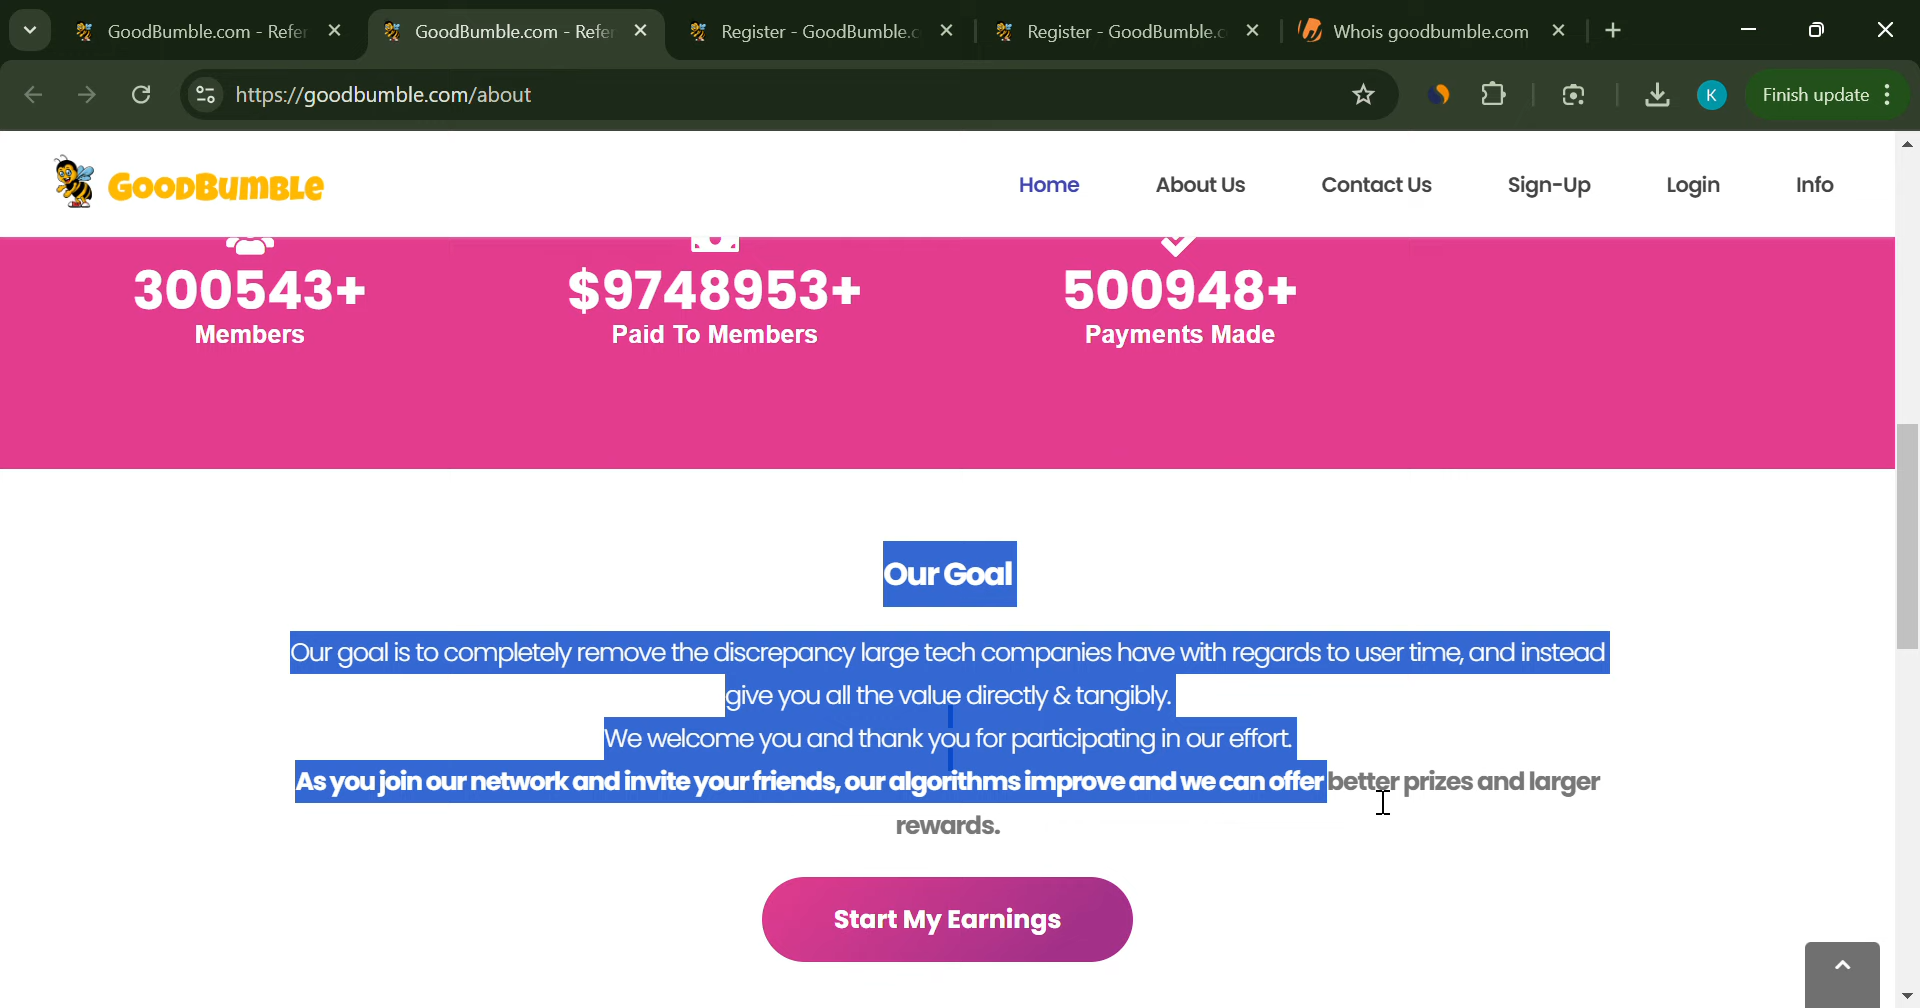 GoodBumble.com - Refer
GoodBumble.com - Refer
Register - GoodBumble.c
Register - GoodBumble.c
Whois goodbumble.com
https://goodbumble.com/about
K
Finish update
GOODBUMBLE
Home
About Us
Contact Us
Sign-Up
Login
Info
300543+
Members
$9748953+
Paid To Members
500948+
Payments Made
Our Goal
Our goal is to completely remove the discrepancy large tech companies have with regards to user time, and instead
give you all the value directly & tangibly.
We welcome you and thank you for participating in our effort.
As you join our network and invite your friends, our algorithms improve and we can offer better prizes and larger
rewards.
Start My Earnings